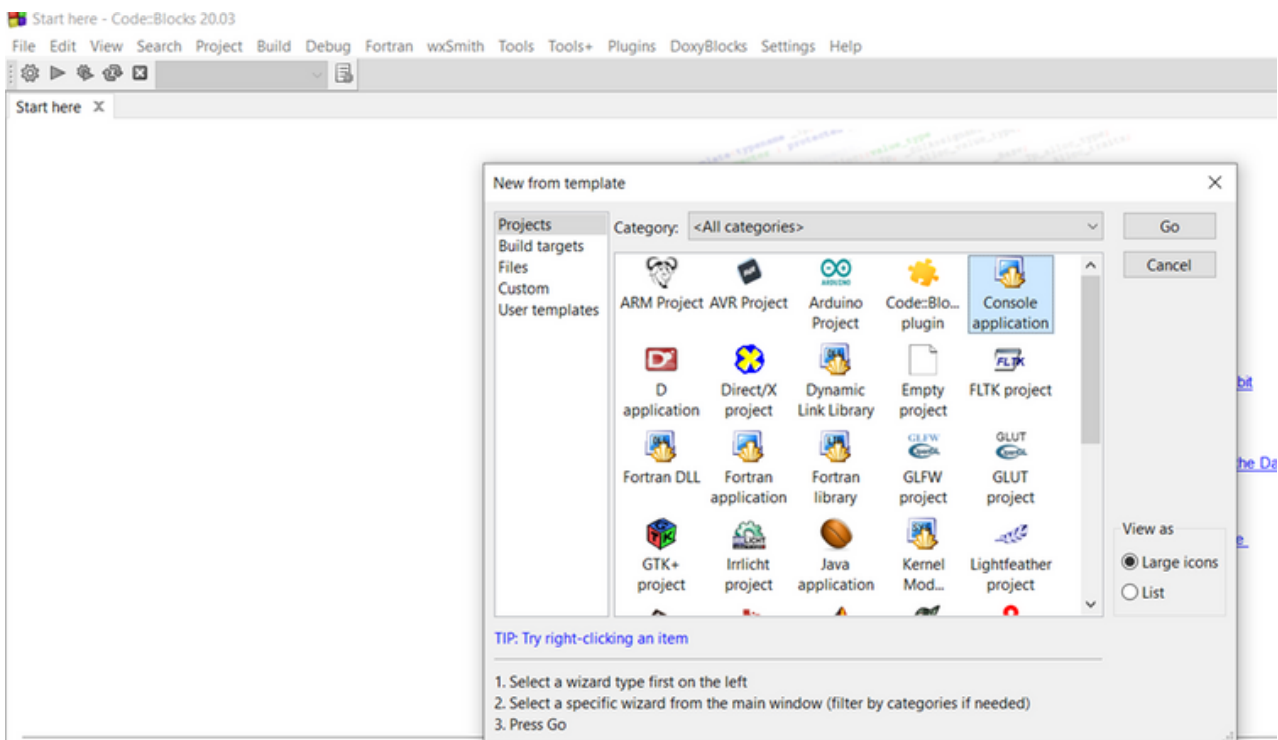 Start here - Code::Blocks 20.03
File Edit View Search Project Build Debug Fortran wxSmith Tools Tools+ Plugins DoxyBlocks Settings Help
Start here X
New from template
Projects
Build targets
Files
Custom
User templates
Category: <All categories>
Go
Cancel
ARM Project AVR Project Arduino Project Code::Blo... plugin Console application
D application Direct/X project Dynamic Link Library Empty project FLTK project
Fortran DLL Fortran application Fortran library GLFW project GLUT project
GTK+ project Irrlicht project Java application Kernel Mod... Lightfeather project
bit
the Da
View as
Large icons
List
TIP: Try right-clicking an item
1. Select a wizard type first on the left
2. Select a specific wizard from the main window (filter by categories if needed)
3. Press Go